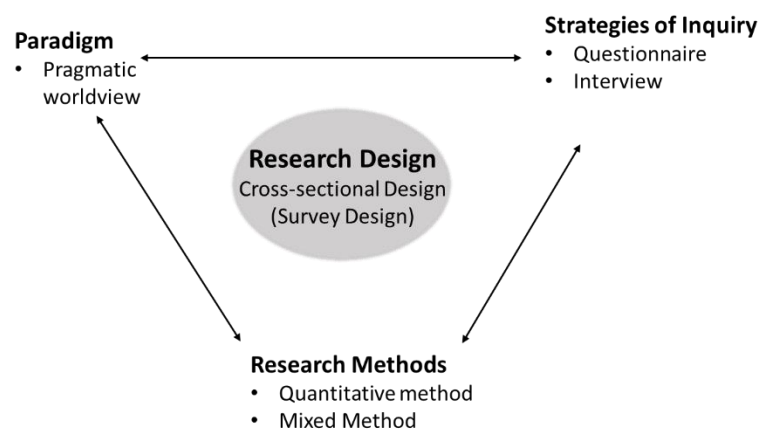 Paradigm
• Pragmatic
worldview
Strategies of Inquiry
• Questionnaire
• Interview
Research Design
Cross-sectional Design
(Survey Design)
Research Methods
• Quantitative method
• Mixed Method